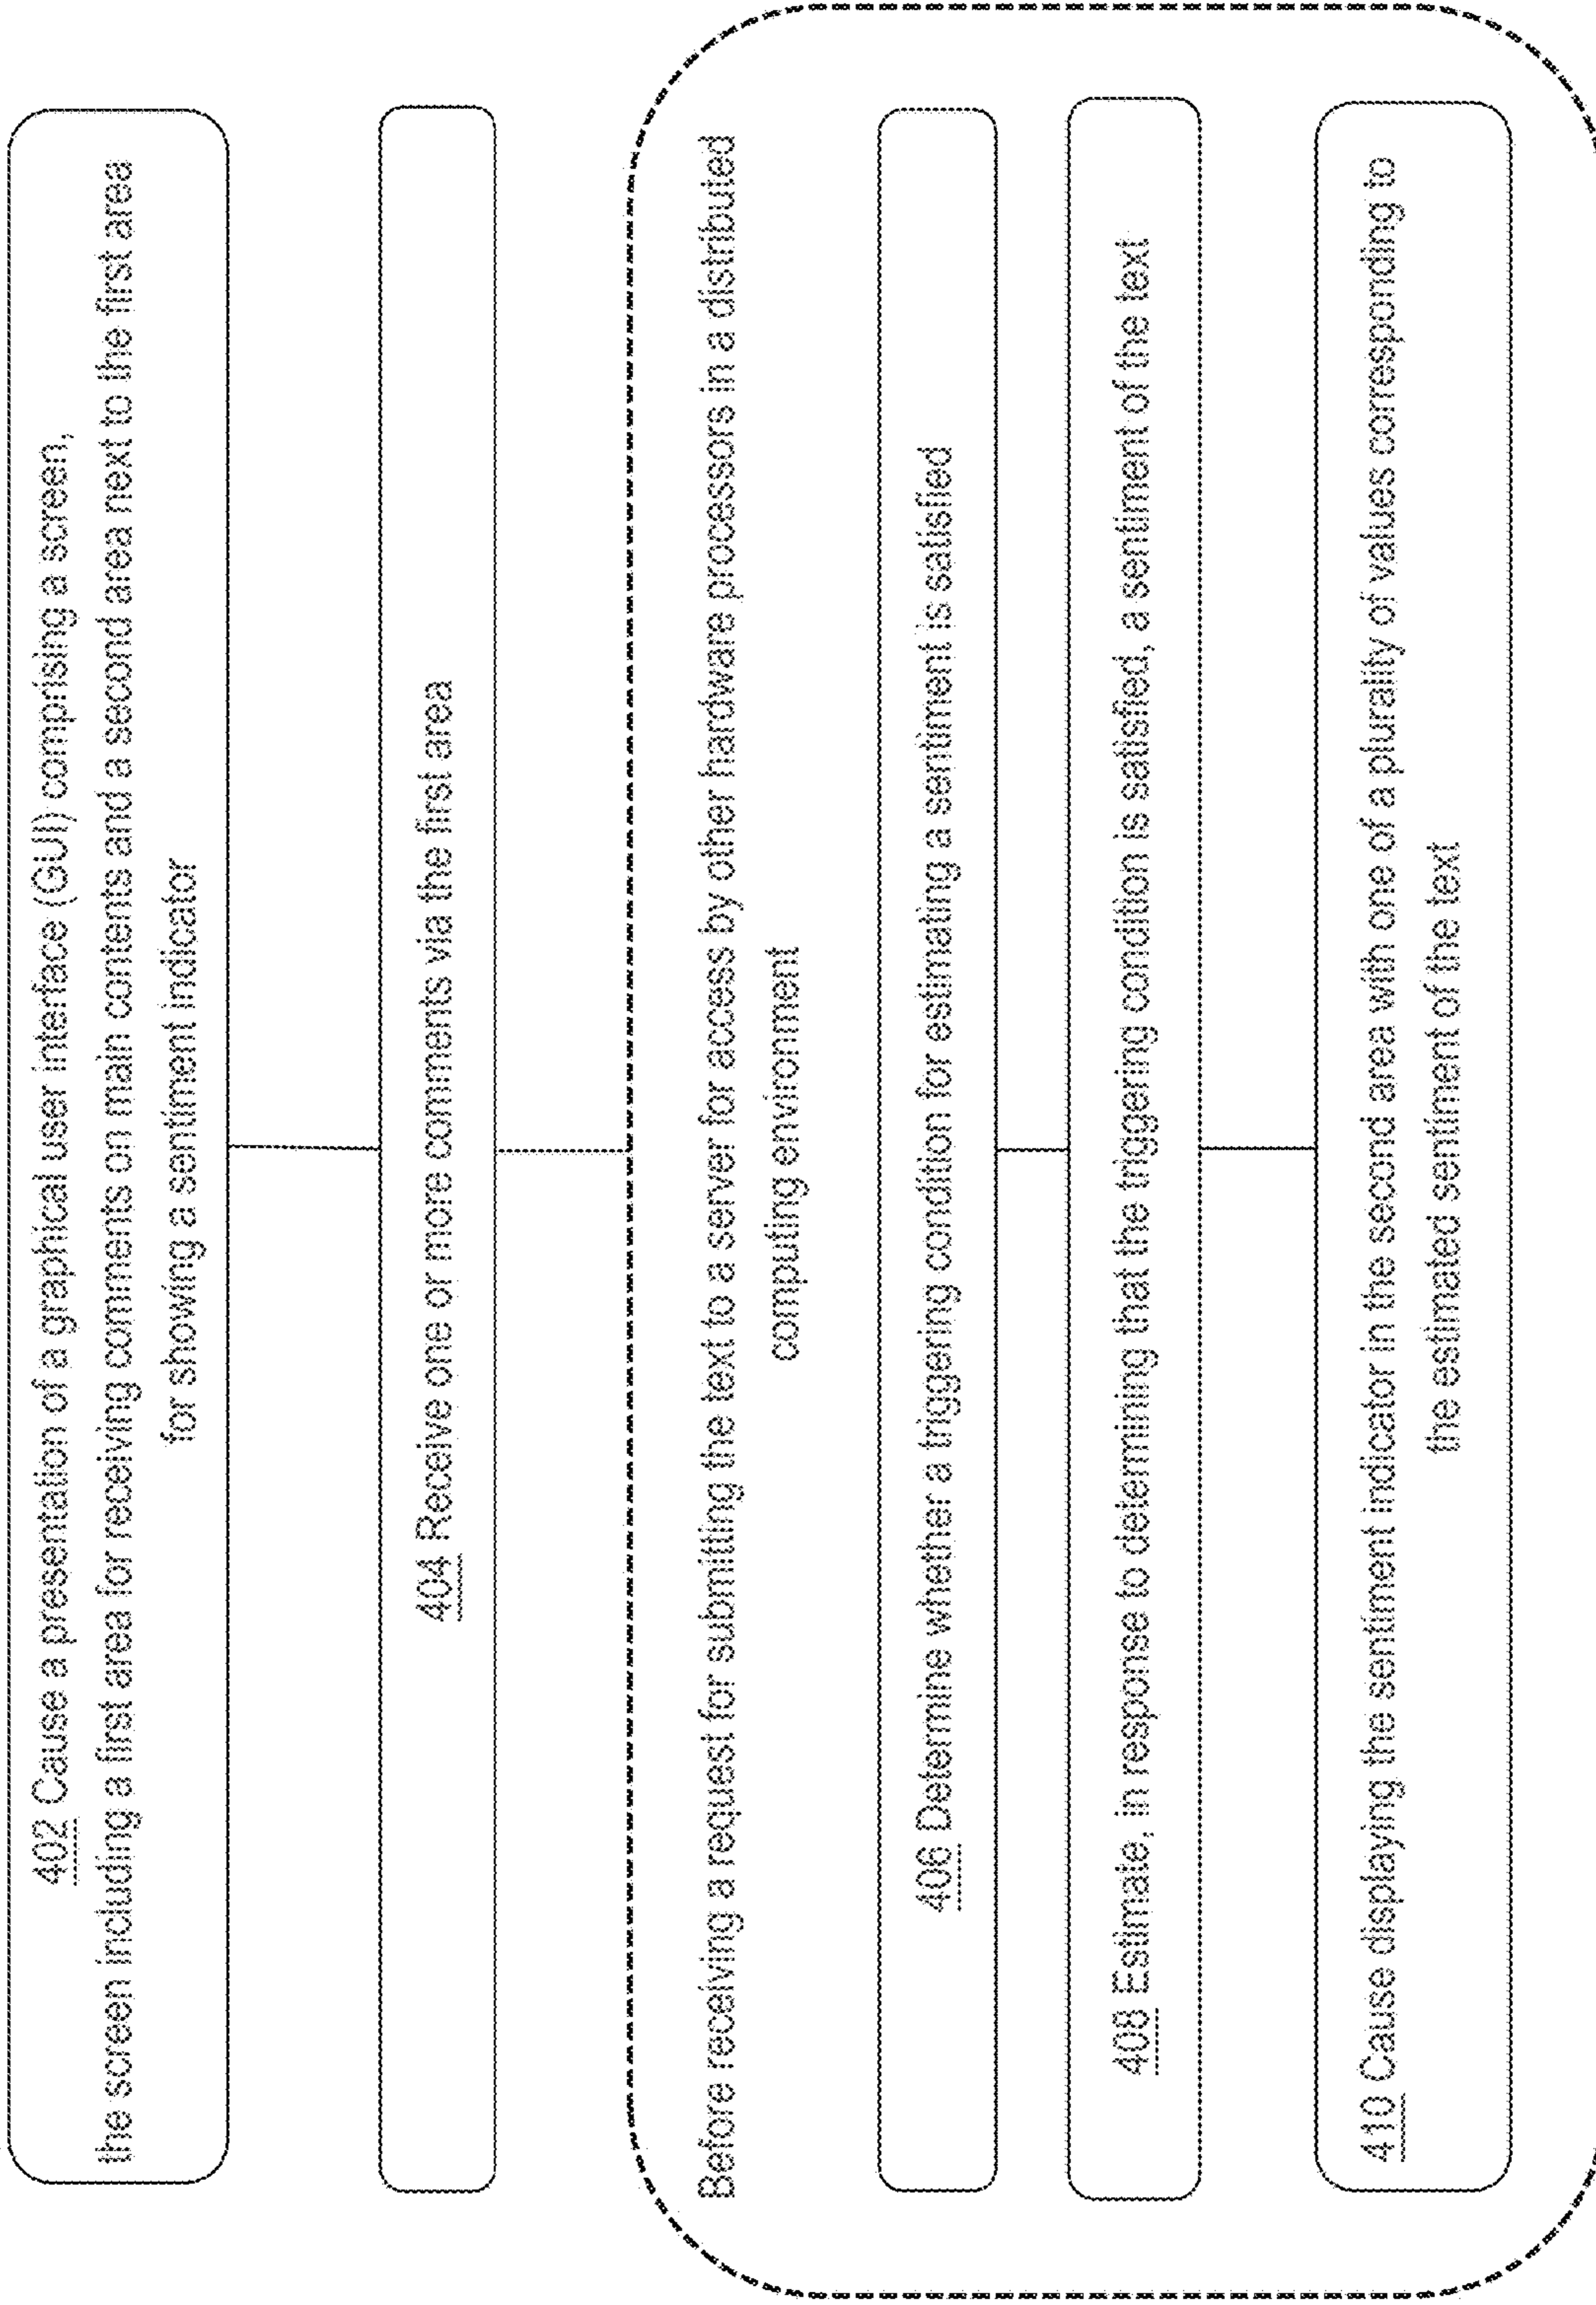 402 Cause a presentation of a graphical user interface (GUI) comprising a screen,
the screen including a first area for receiving comments on main contents and a second area next to the first area
for showing a sentiment indicator
404 Receive one or more comments via the first area
Before receiving a request for submitting the text to a server for access by other hardware processors in a distributed
computing environment
406 Determine whether a triggering condition for estimating a sentiment is satisfied
408 Estimate, in response to determining that the triggering condition is satisfied, a sentiment of the text
410 Cause displaying the sentiment indicator in the second area with one of a plurality of values corresponding to
the estimated sentiment of the text